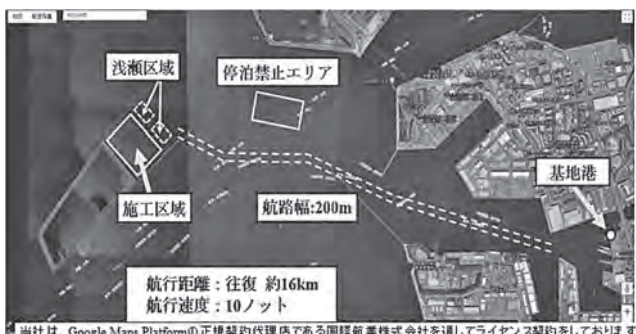 浅瀬区域
停泊禁止エリア
基地港
施工区域
航路幅:200m
航行距離：往復 約16km
航行速度：10ノット
当社は、Google Maps Platformの正規契約代理店である国際航業株式会社を通してライセンス契約をしております